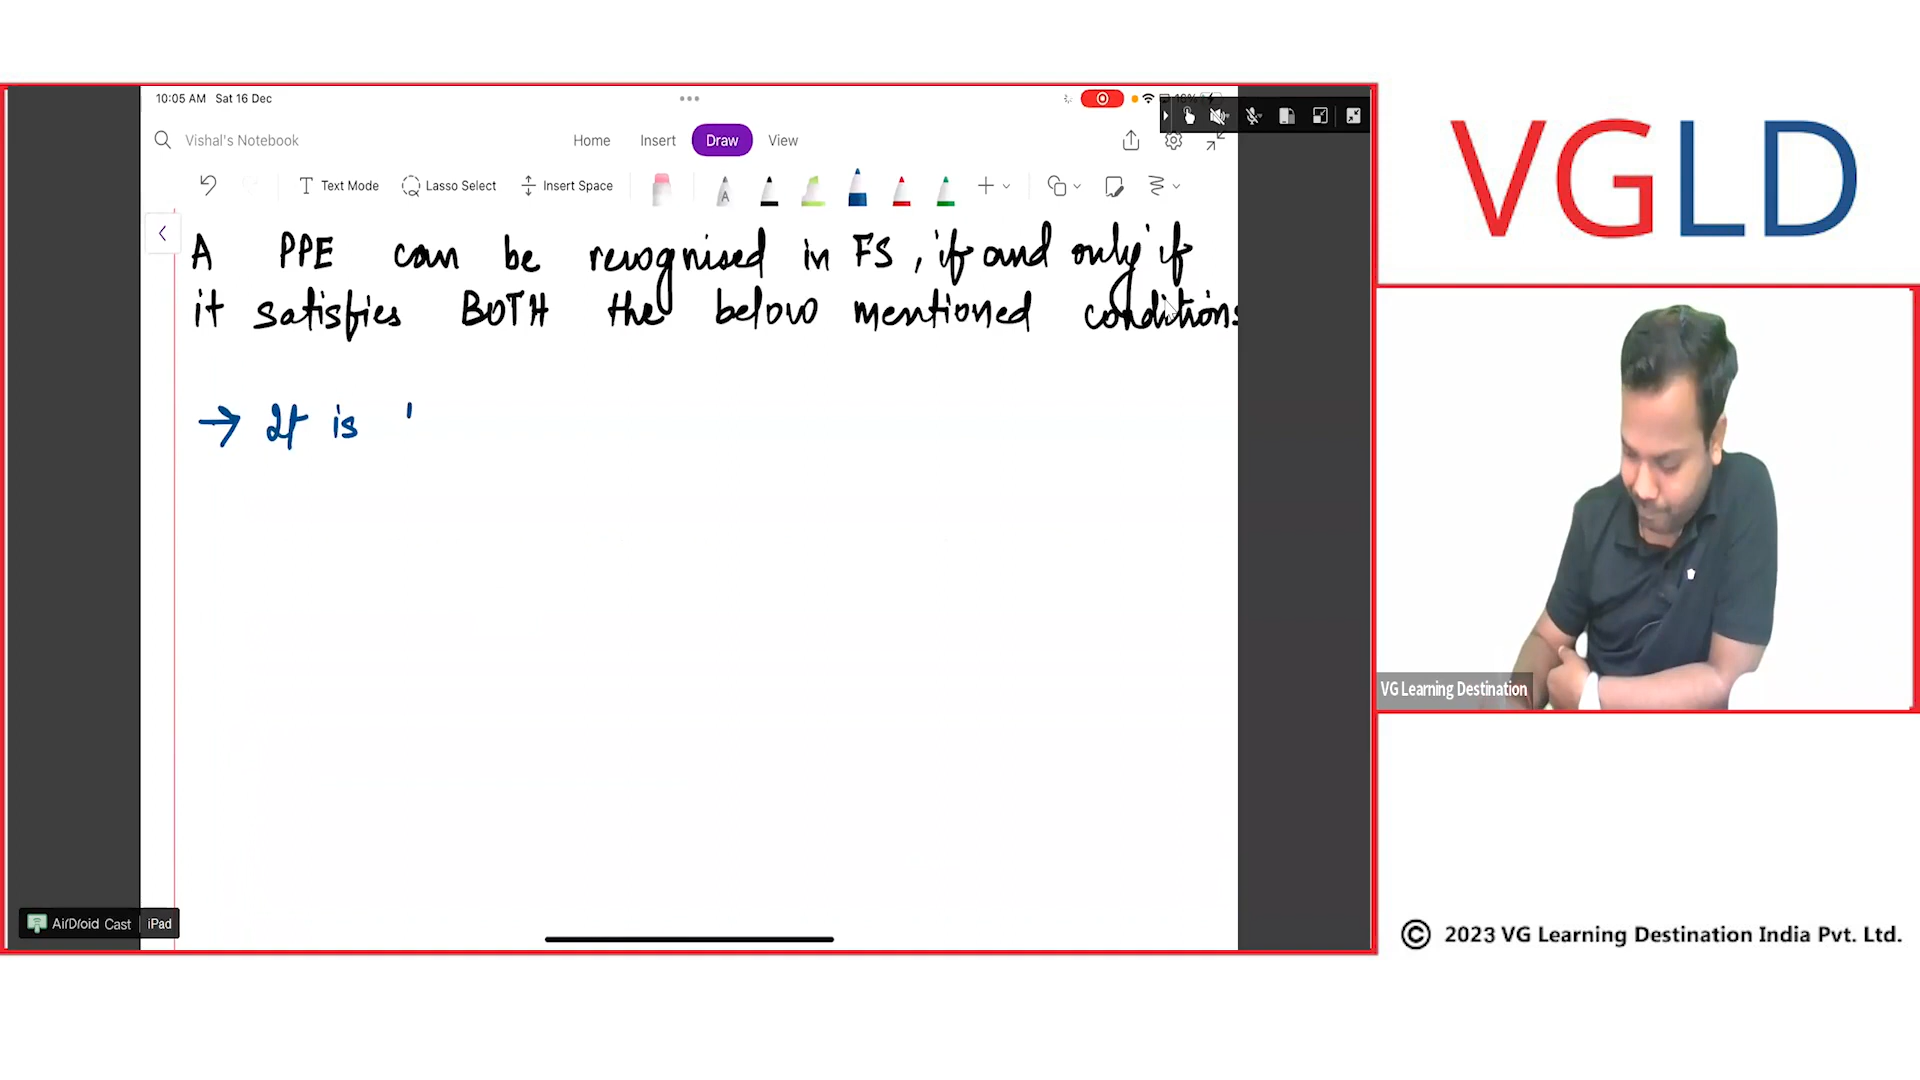 10:05 AM Sat 16 Dec
VGLD
Vishal's Notebook
Home Insert Draw View
Text Mode Lasso Select Insert Space
A PPE can be recognised in FS, if and only if
it satisfies BOTH the below mentioned conditions
→ It is '
VG Learning Destination
AirDroid Cast iPad
© 2023 VG Learning Destination India Pvt. Ltd.